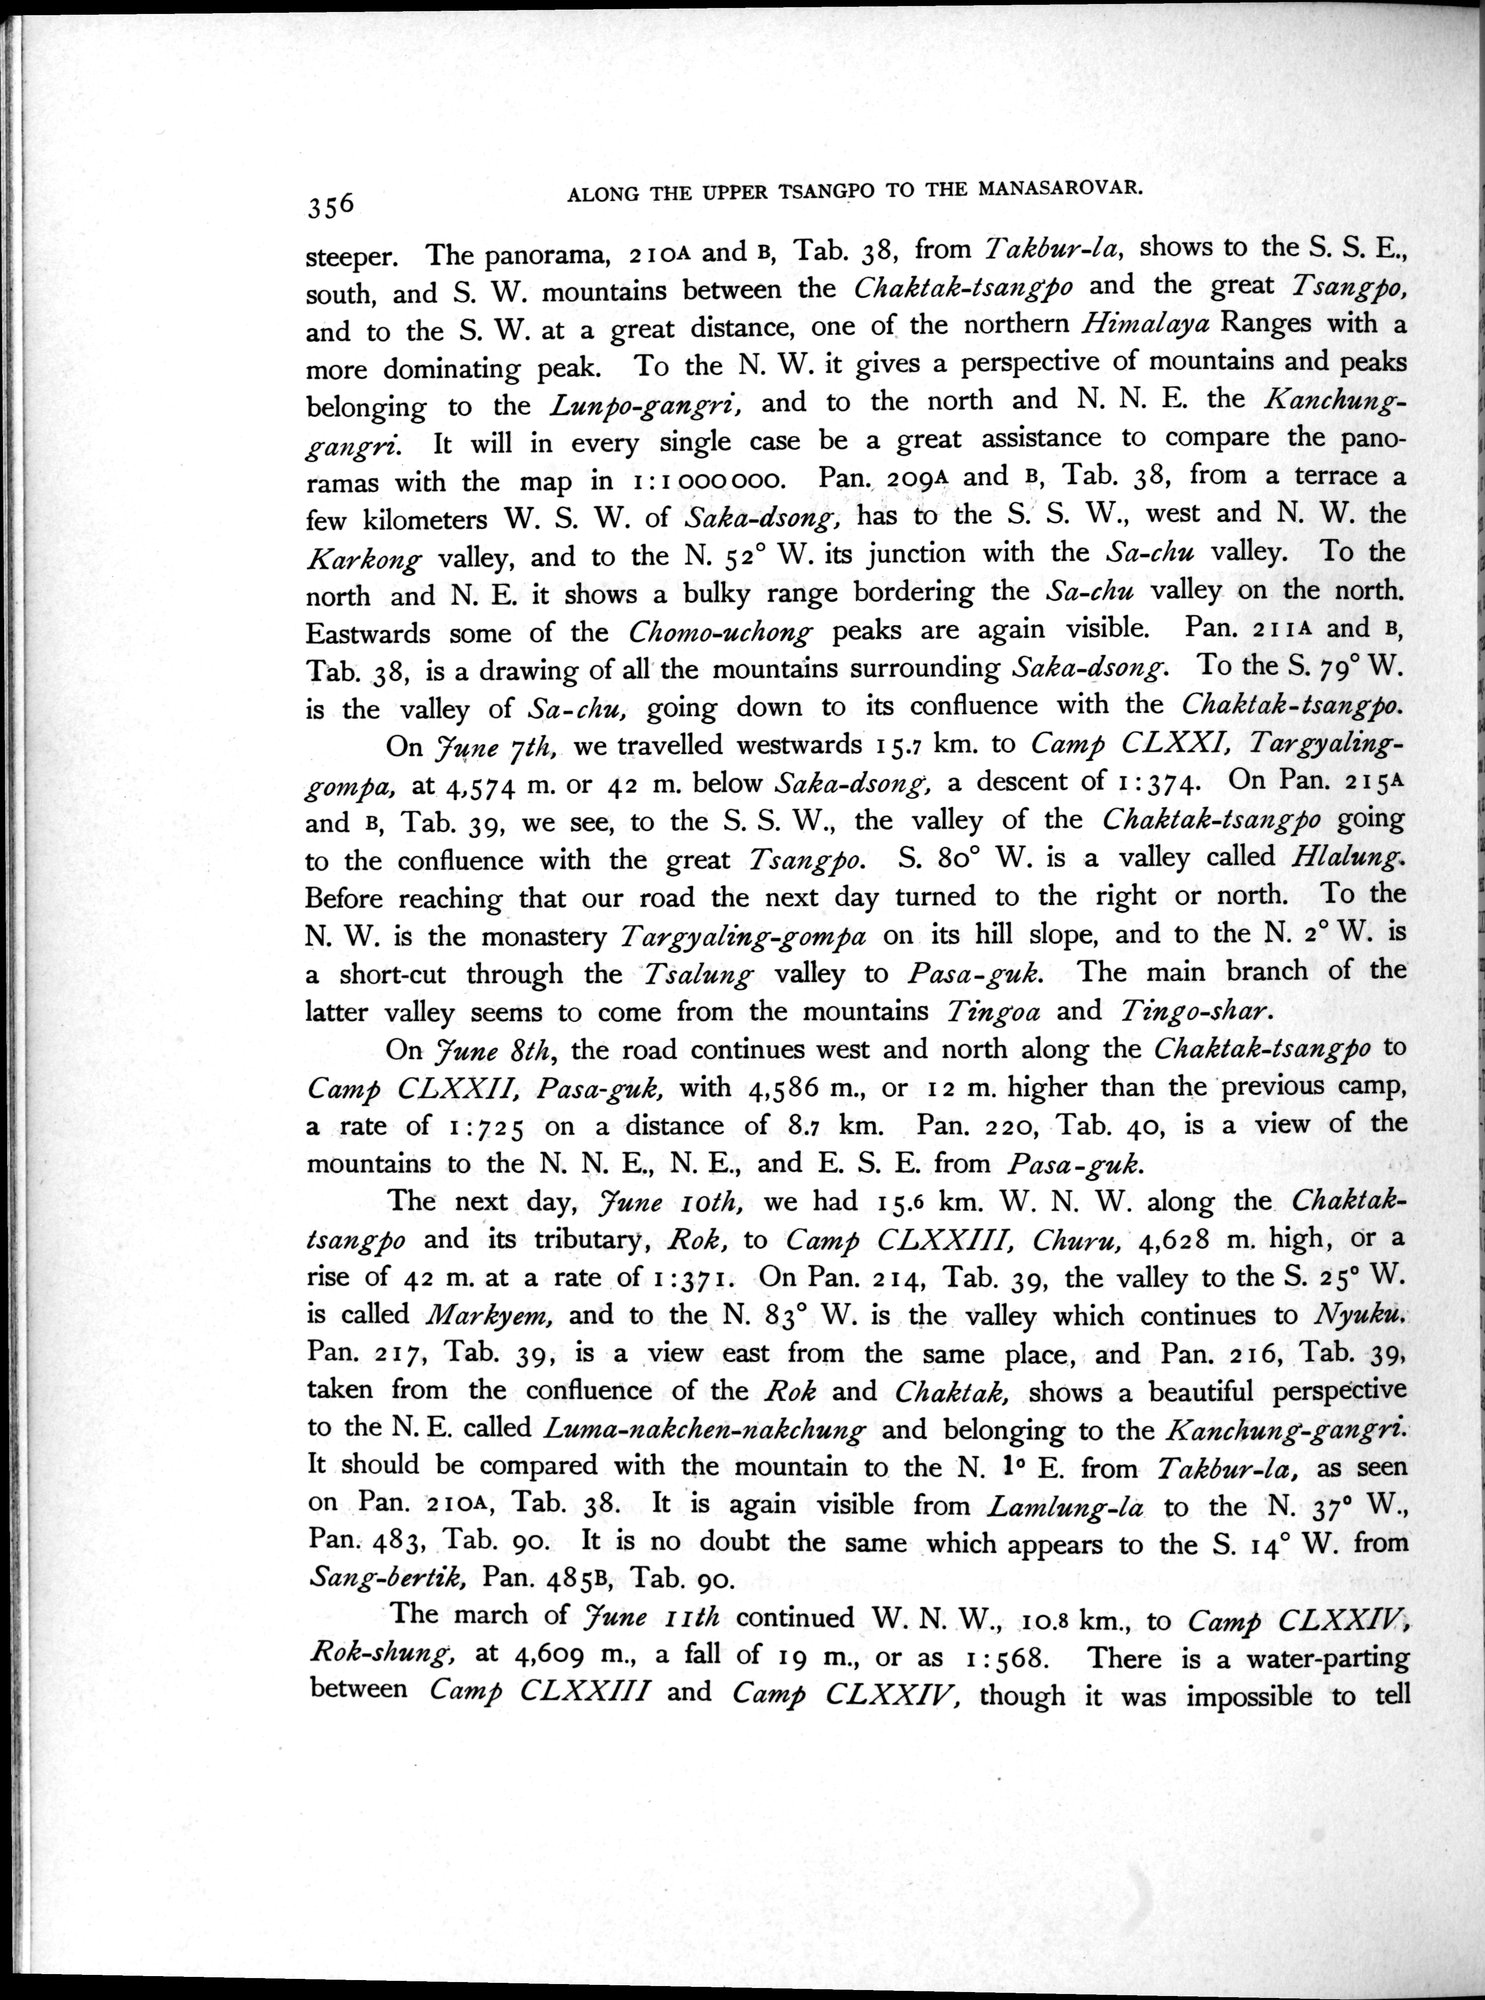 356
ALONG THE UPPER TSANGPO TO THE MANASAROVAR.
steeper. The panorama, 210A and B, Tab. 38, from Takbur-la, shows to the S. S. E.,
south, and S. W. mountains between the Chaktak-tsangpo and the great Tsangpo,
and to the S. W. at a great distance, one of the northern Himalaya Ranges with a
more dominating peak. To the N. W. it gives a perspective of mountains and peaks
belonging to the Lunpo-gangri, and to the north and N. N. E. the Kanchung-
gangri. It will in every single case be a great assistance to compare the pano-
ramas with the map in 1:1 000 000. Pan. 209A and B, Tab. 38, from a terrace a
few kilometers W. S. W. of Saka-dsong, has to the S. S. W., west and N. W. the
Karkong valley, and to the N. 52° W. its junction with the Sa-chu valley. To the
north and N. E. it shows a bulky range bordering the Sa-chu valley on the north.
Eastwards some of the Chomo-uchong peaks are again visible. Pan. 211A and B,
Tab. 38, is a drawing of all the mountains surrounding Saka-dsong. To the S. 79° W.
is the valley of Sa-chu, going down to its confluence with the Chaktak-tsangpo.
On June 7th, we travelled westwards 15.7 km. to Camp CLXXI, Targyaling-
gompa, at 4,574 m. or 42 m. below Saka-dsong, a descent of 1:374. On Pan. 215A
and B, Tab. 39, we see, to the S. S. W., the valley of the Chaktak-tsangpo going
to the confluence with the great Tsangpo. S. 80° W. is a valley called Hlalung.
Before reaching that our road the next day turned to the right or north. To the
N. W. is the monastery Targyaling-gompa on its hill slope, and to the N. 2° W. is
a short-cut through the Tsalung valley to Pasa-guk. The main branch of the
latter valley seems to come from the mountains Tingoa and Tingo-shar.
On June 8th, the road continues west and north along the Chaktak-tsangpo to
Camp CLXXII, Pasa-guk, with 4,586 m., or 12 m. higher than the previous camp,
a rate of 1:725 on a distance of 8.7 km. Pan. 220, Tab. 40, is a view of the
mountains to the N. N. E., N. E., and E. S. E. from Pasa-guk.
The next day, June 10th, we had 15.6 km. W. N. W. along the Chaktak-
tsangpo and its tributary, Rok, to Camp CLXXIII, Churu, 4,628 m. high, or a
rise of 42 m. at a rate of 1:371. On Pan. 214, Tab. 39, the valley to the S. 25° W.
is called Markyem, and to the N. 83° W. is the valley which continues to Nyuku.
Pan. 217, Tab. 39, is a view east from the same place, and Pan. 216, Tab. 39,
taken from the confluence of the Rok and Chaktak, shows a beautiful perspective
to the N. E. called Luma-nakchen-nakchung and belonging to the Kanchung-gangri.
It should be compared with the mountain to the N. 1° E. from Takbur-la, as seen
on Pan. 210A, Tab. 38. It is again visible from Lamlung-la to the N. 37° W.,
Pan. 483, Tab. 90. It is no doubt the same which appears to the S. 14° W. from
Sang-bertik, Pan. 485B, Tab. 90.
The march of June 11th continued W. N. W., 10.8 km., to Camp CLXXIV,
Rok-shung, at 4,609 m., a fall of 19 m., or as 1:568. There is a water-parting
between Camp CLXXIII and Camp CLXXIV, though it was impossible to tell